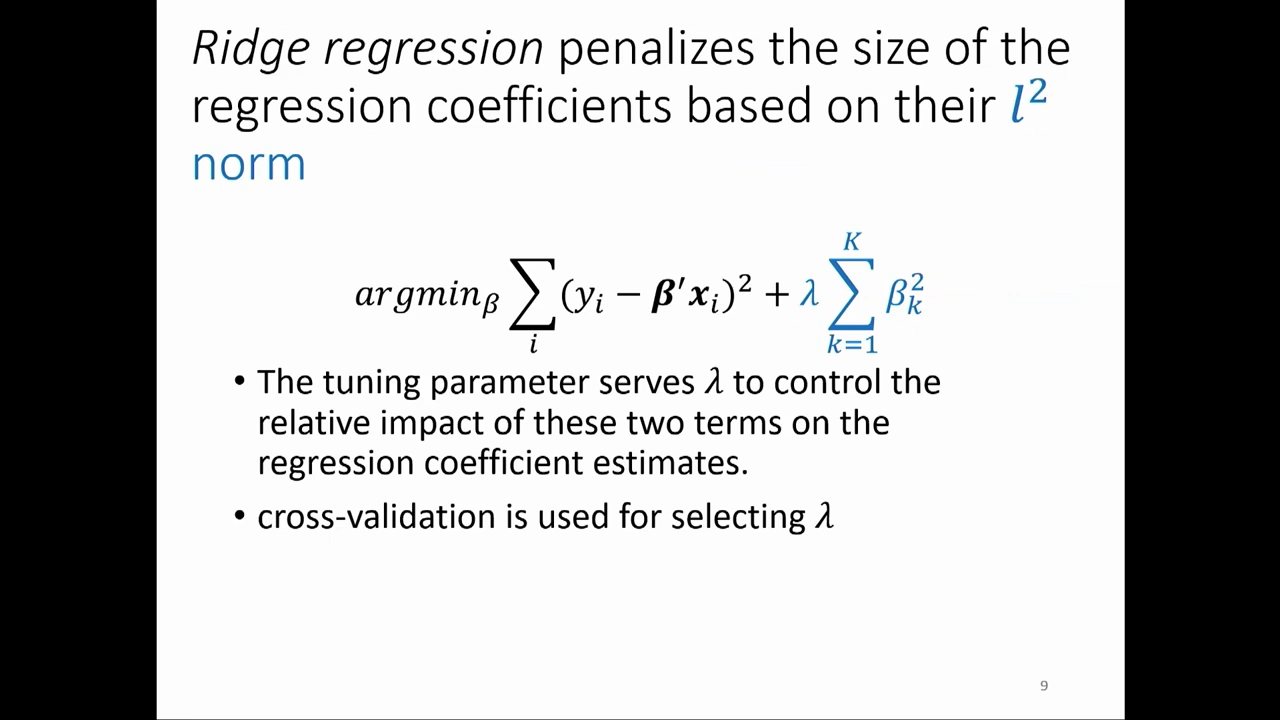 Ridge regression penalizes the size of the
regression coefficients based on their l²
norm
argmin_β ∑_i (y_i − β′x_i)² + λ ∑_{k=1}^{K} β_k²
• The tuning parameter serves λ to control the
relative impact of these two terms on the
regression coefficient estimates.
• cross-validation is used for selecting λ
9